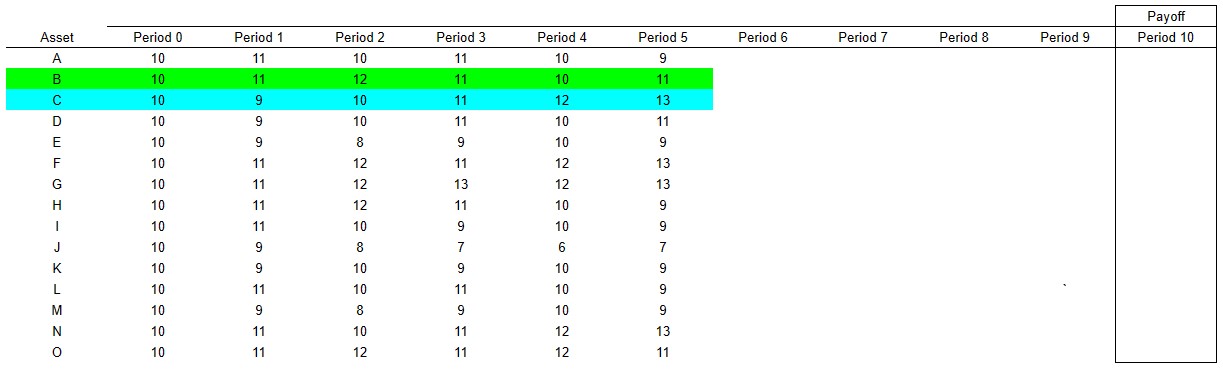 Payoff
Asset Period 0 Period 1 Period 2 Period 3 Period 4 Period 5 Period 6 Period 7 Period 8 Period 9 Period 10
A 10 11 10 11 10 9
B 10 11 12 11 10 11
C 10 9 10 11 12 13
D 10 9 10 11 10 11
E 10 9 8 9 10 9
F 10 11 12 11 12 13
G 10 11 12 13 12 13
H 10 11 12 11 10 9
I 10 11 10 9 10 9
J 10 9 8 7 6 7
K 10 9 10 9 10 9
L 10 11 10 11 10 9 `
M 10 9 8 9 10 9
N 10 11 10 11 12 13
O 10 11 12 11 12 11